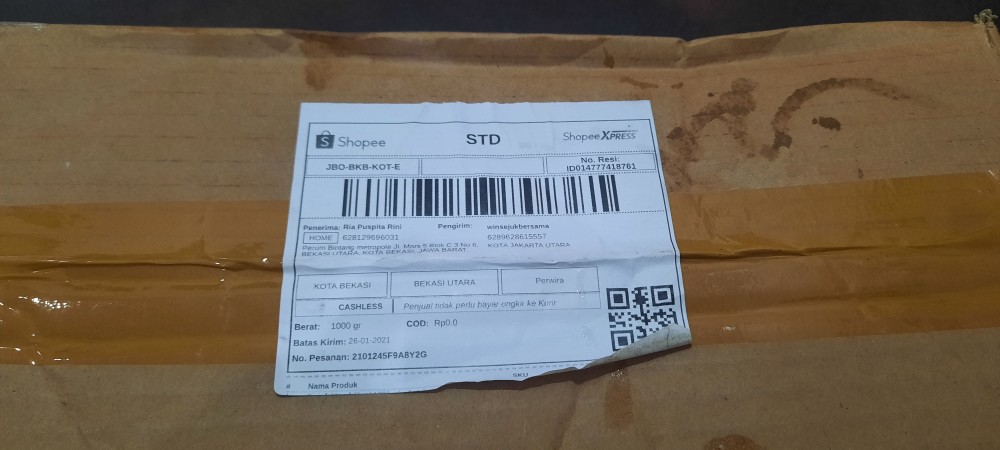 Shopee
STD
Shopee XPRESS
JBO-BKB-KOT-E
No. Resi:
ID014777418761
Penerima: Ria Puspita Rini Pengirim: winsejukbersama
HOME 628129696031 6289628615557
Perum Bintang metropole Jl. Mars 5 Blok C 3 No 6, KOTA JAKARTA UTARA
BEKASI UTARA, KOTA BEKASI, JAWA BARAT
KOTA BEKASI BEKASI UTARA Perwira
CASHLESS Penjual tidak perlu bayar ongkir ke Kurir
Berat: 1000 gr COD: Rp0.0
Batas Kirim: 26-01-2021
No. Pesanan: 2101245F9A8Y2G
# Nama Produk SKU